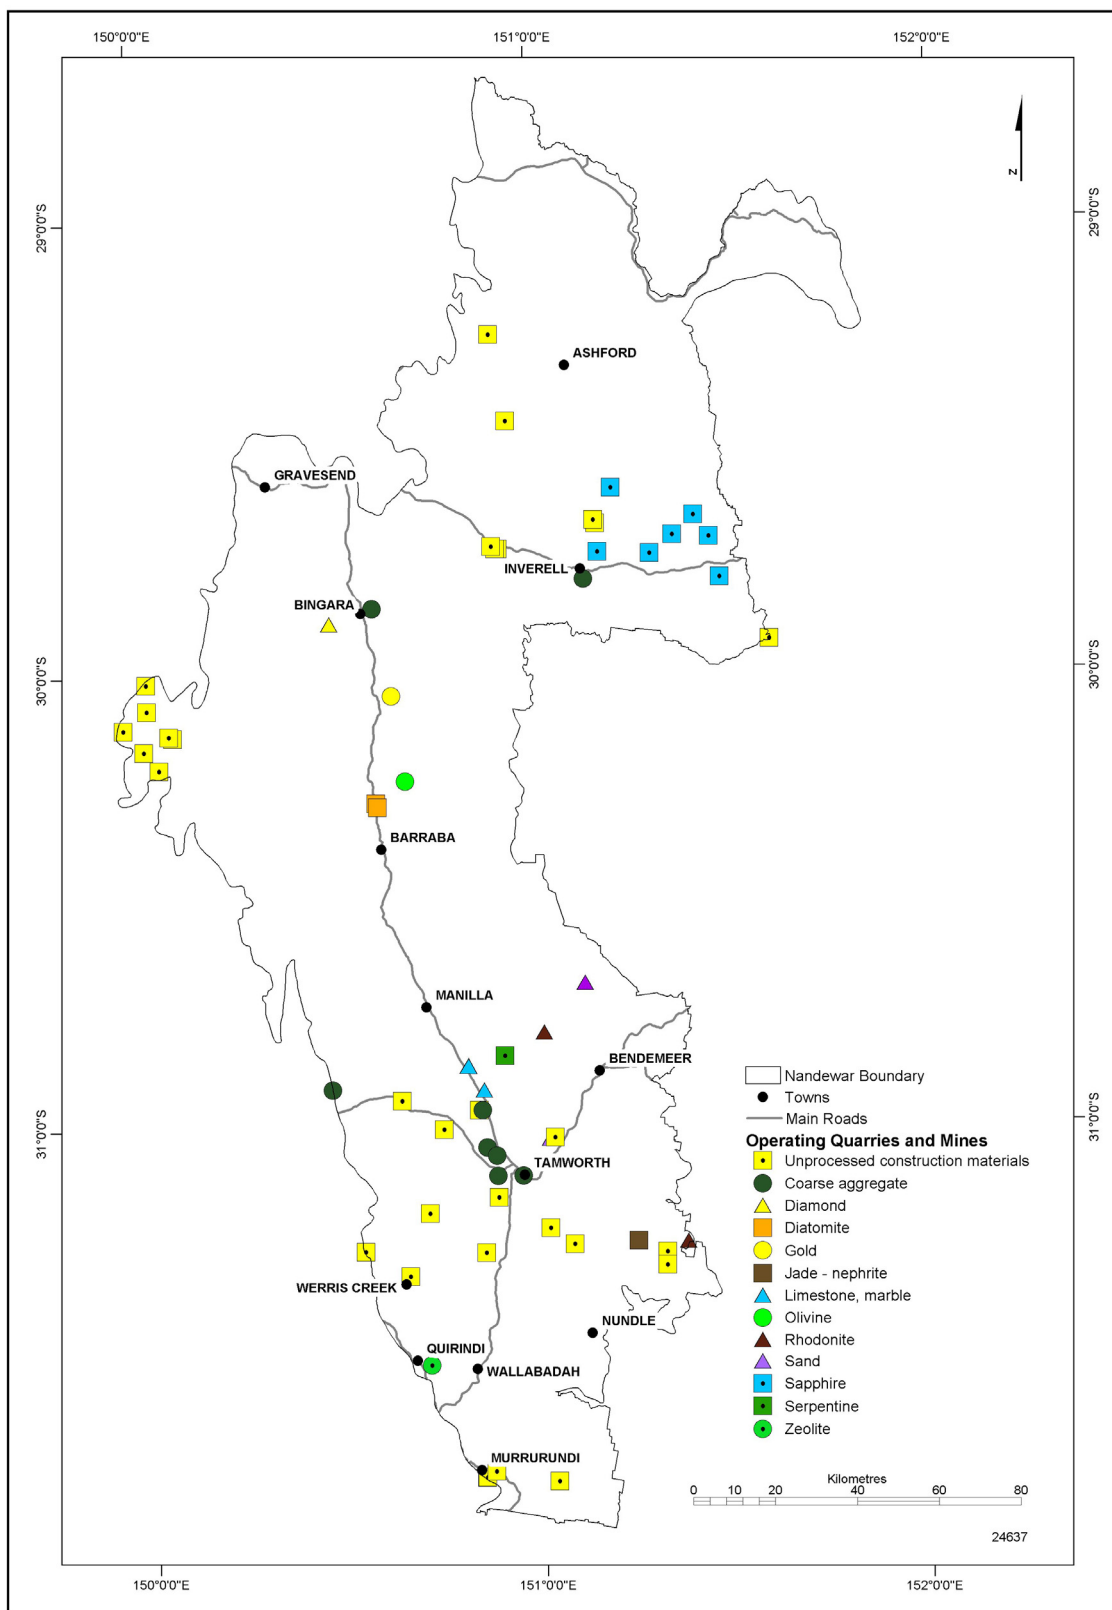 150°0'0"E
151°0'0"E
152°0'0"E
N
29°0'0"S
29°0'0"S
ASHFORD
GRAVESEND
INVERELL
BINGARA
30°0'0"S
30°0'0"S
BARRABA
MANILLA
BENDEMEER
Nandewar Boundary
Towns
Main Roads
31°0'0"S
31°0'0"S
Operating Quarries and Mines
Unprocessed construction materials
TAMWORTH
Coarse aggregate
Diamond
Diatomite
Gold
Jade - nephrite
WERRIS CREEK
Limestone, marble
Olivine
NUNDLE
Rhodonite
QUIRINDI
Sand
WALLABADAH
Sapphire
Serpentine
Zeolite
MURRURUNDI
Kilometres
0 10 20 40 60 80
24637
150°0'0"E
151°0'0"E
152°0'0"E